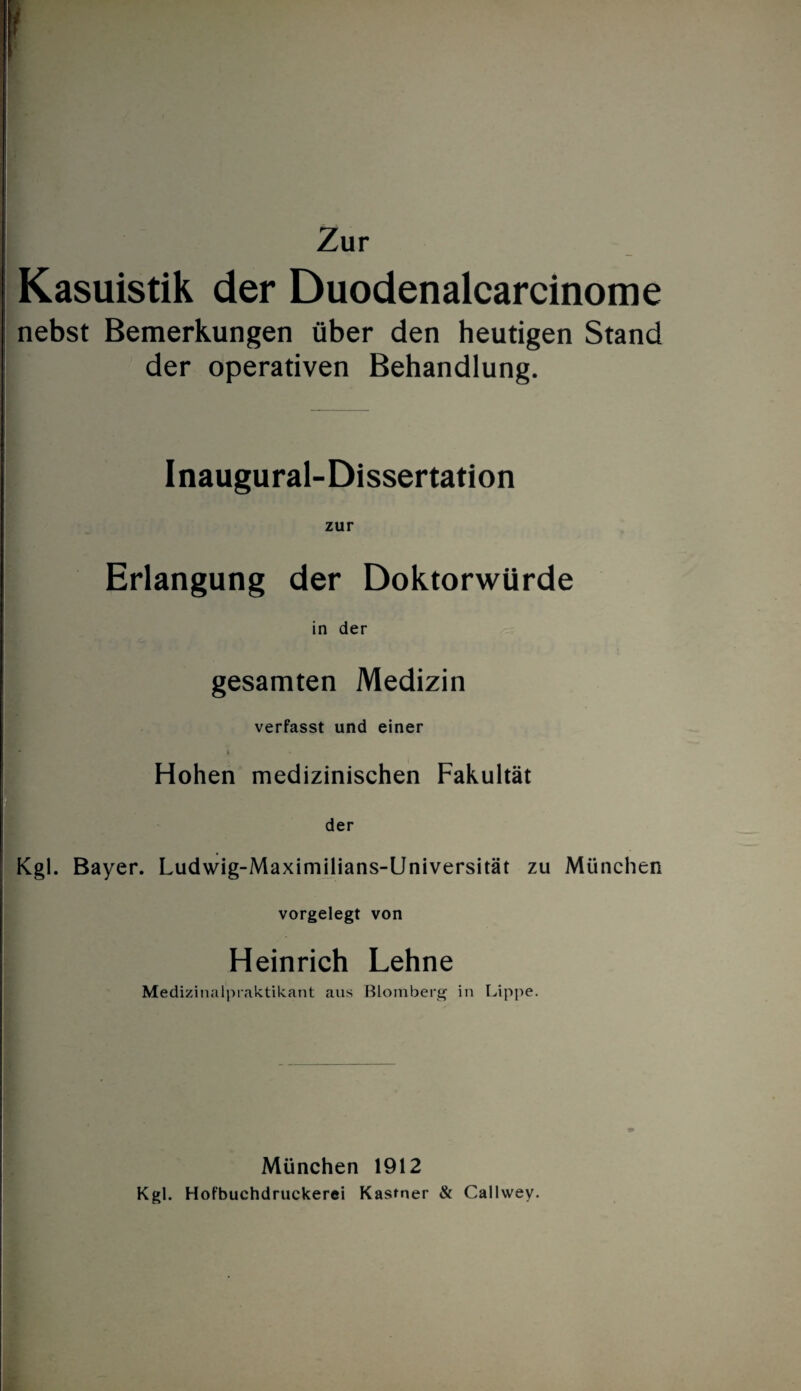 Zur
Kasuistik der Duodenalcarcinome
nebst Bemerkungen über den heutigen Stand
der operativen Behandlung.
Inaugural-Dissertation
zur
Erlangung der Doktorwürde
in der
gesamten Medizin
verfasst und einer
Hohen medizinischen Fakultät
der
Kgl. Bayer. Ludwig-Maximilians-Universität zu München
vorgelegt von
Heinrich Lehne
Medizinalpraktikant aus Blomberg in Lippe.
München 1912
Kgl. Hofbuchdruckerei Kastner & Callwey.